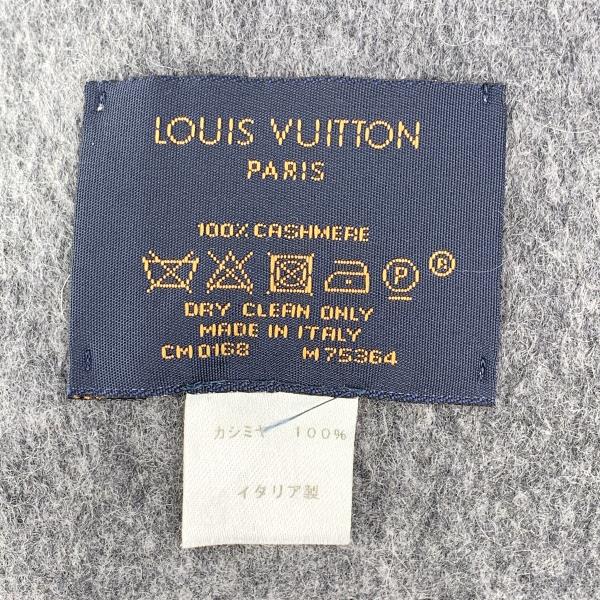 LOUIS VUITTON
PARIS
100% CASHMERE
P ®
DRY CLEAN ONLY
MADE IN ITALY
CM0168 M75364
カシミヤ 100%
イタリア製